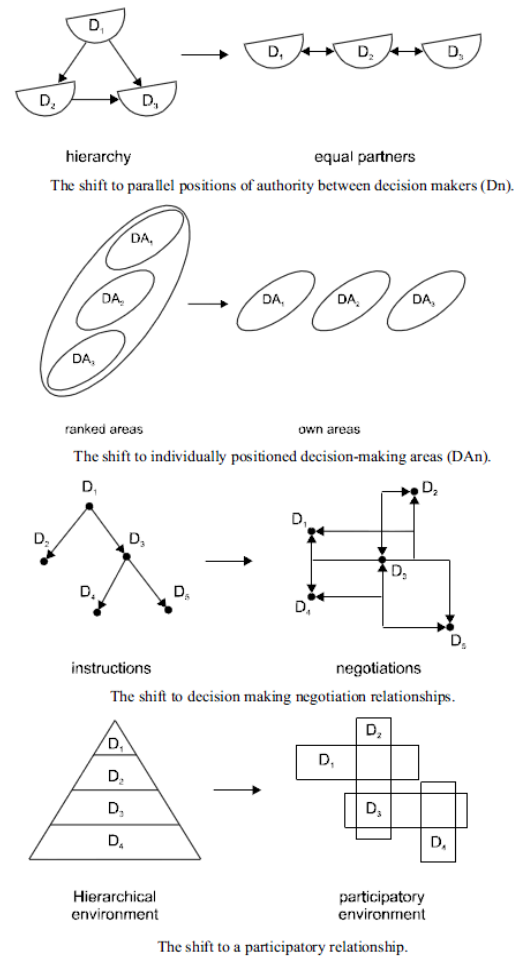 D₁
D₂ D₃
D₁ D₂ D₃
hierarchy equal partners
The shift to parallel positions of authority between decision makers (Dn).
DA₁
DA₂
DA₃
DA₁ DA₂ DA₃
ranked areas own areas
The shift to individually positioned decision-making areas (DAn).
D₁
D₂ D₃
D₄ D₅
D₂
D₁
D₃
D₄
D₅
instructions negotiations
The shift to decision making negotiation relationships.
D₁
D₂
D₃
D₄
D₂
D₁
D₃
D₄
Hierarchical participatory
environment environment
The shift to a participatory relationship.